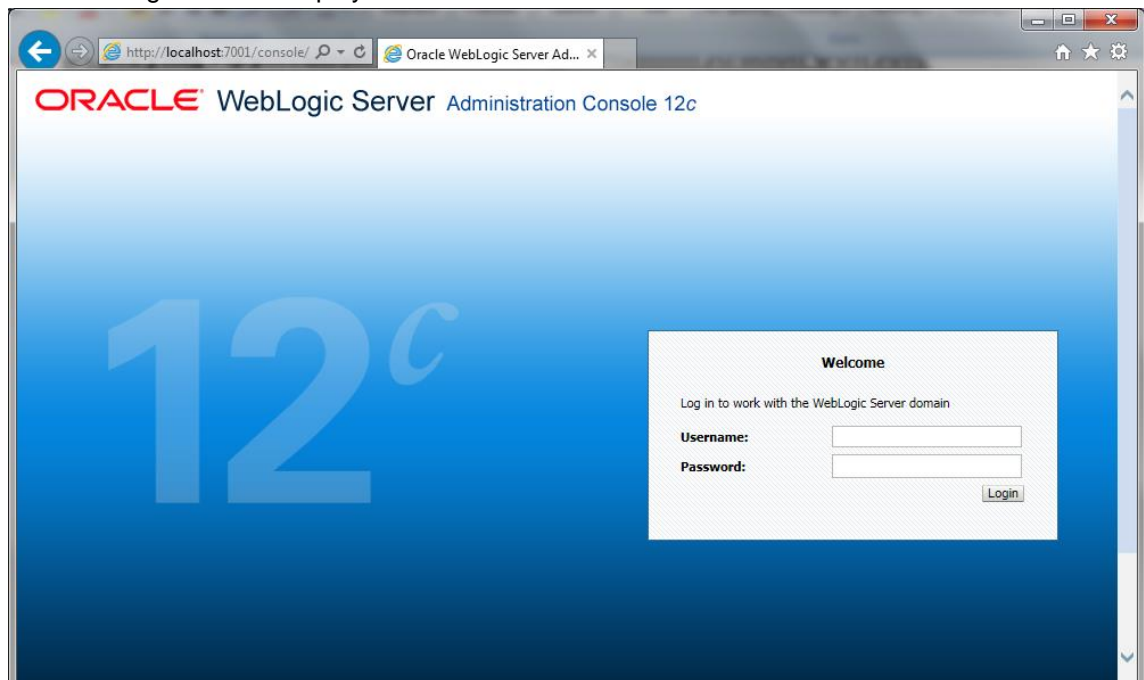 http://localhost:7001/console/
Oracle WebLogic Server Ad...
ORACLE WebLogic Server Administration Console 12c
12c
Welcome
Log in to work with the WebLogic Server domain
Username:
Password:
Login